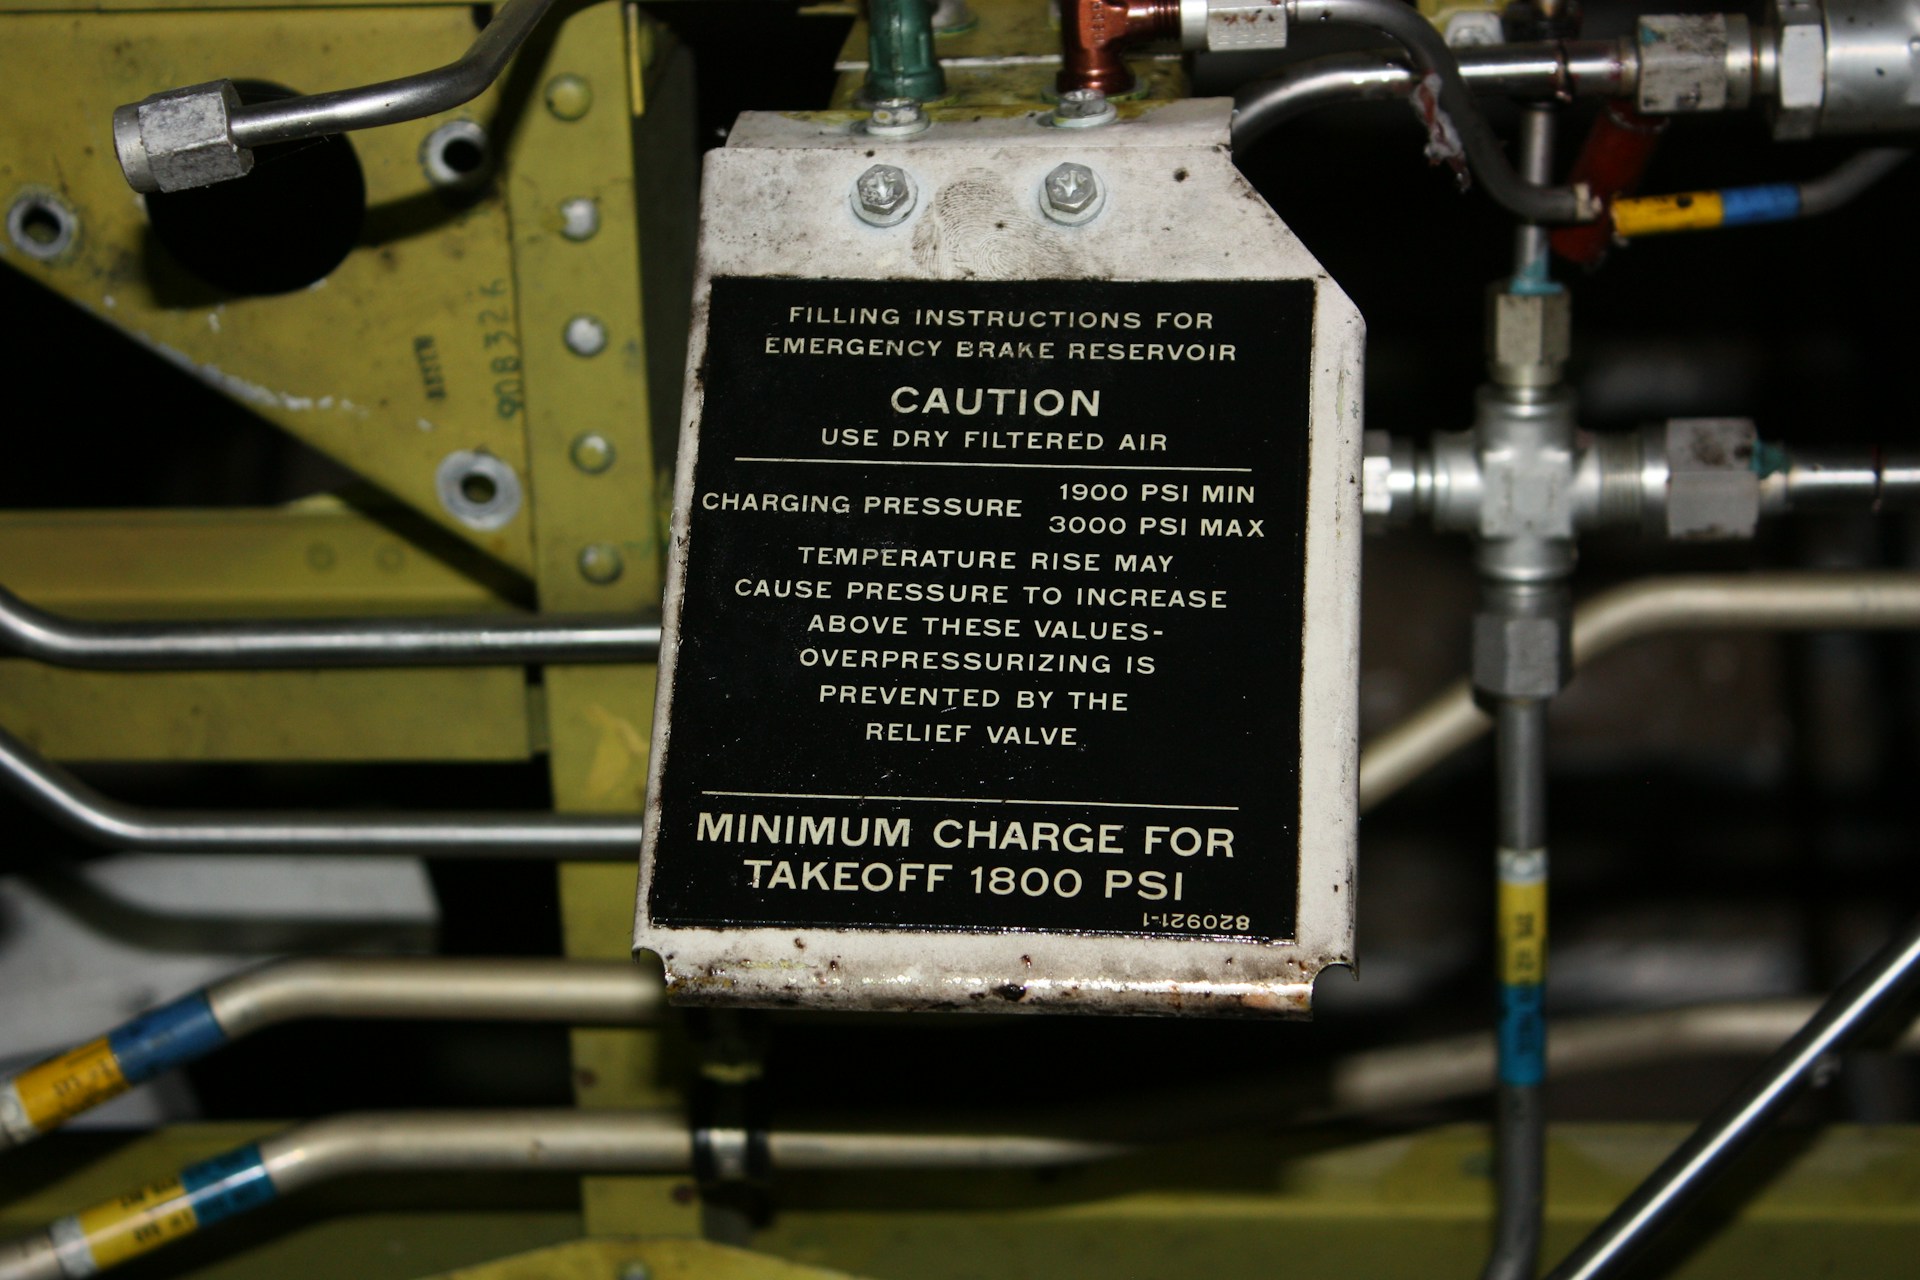 FILLING INSTRUCTIONS FOR
EMERGENCY BRAKE RESERVOIR
CAUTION
USE DRY FILTERED AIR
CHARGING PRESSURE 1900 PSI MIN
3000 PSI MAX
TEMPERATURE RISE MAY
CAUSE PRESSURE TO INCREASE
ABOVE THESE VALUES-
OVERPRESSURIZING IS
PREVENTED BY THE
RELIEF VALVE
MINIMUM CHARGE FOR
TAKEOFF 1800 PSI
820921-1